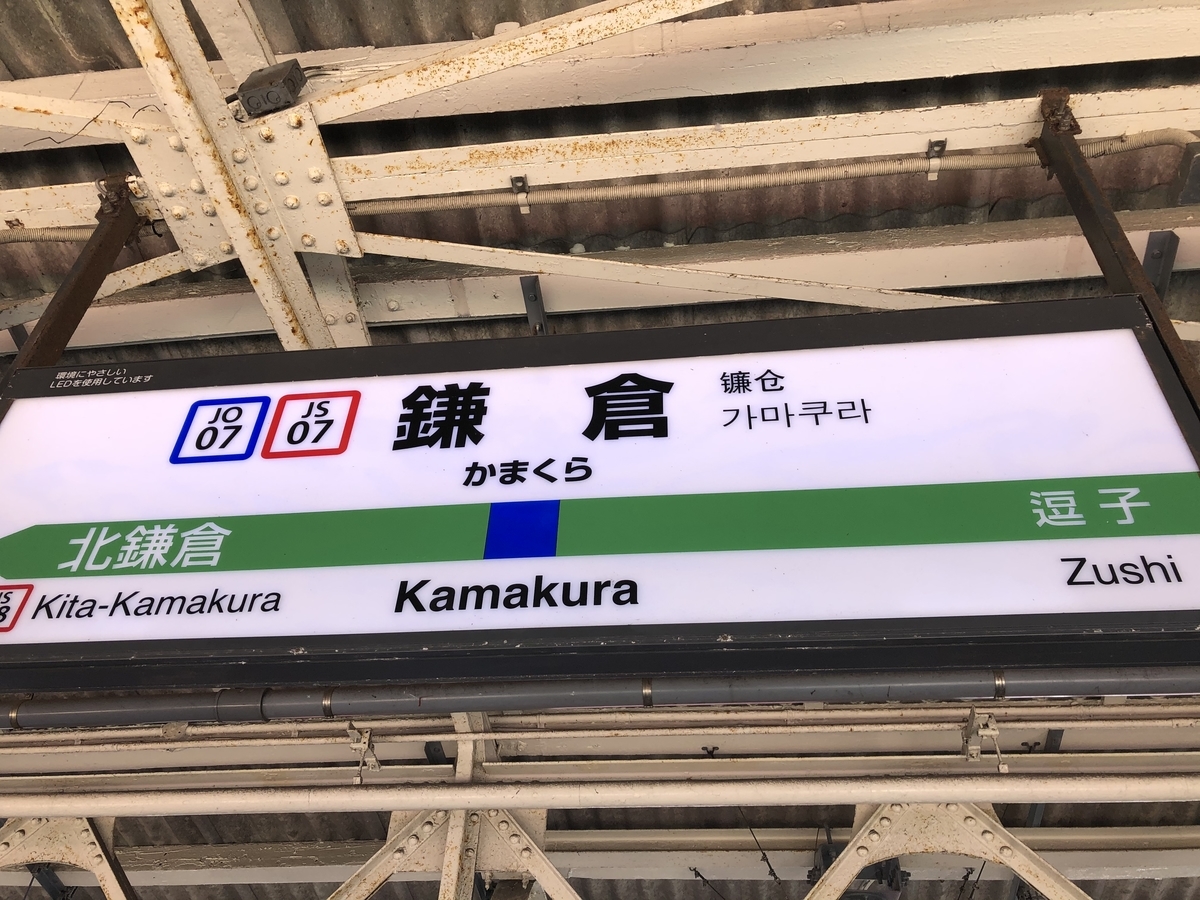 環境にやさしい
LEDを使用しています
JO
07
JS
07
鎌倉
镰仓
가마쿠라
かまくら
北鎌倉
逗子
Kita-Kamakura
Kamakura
Zushi